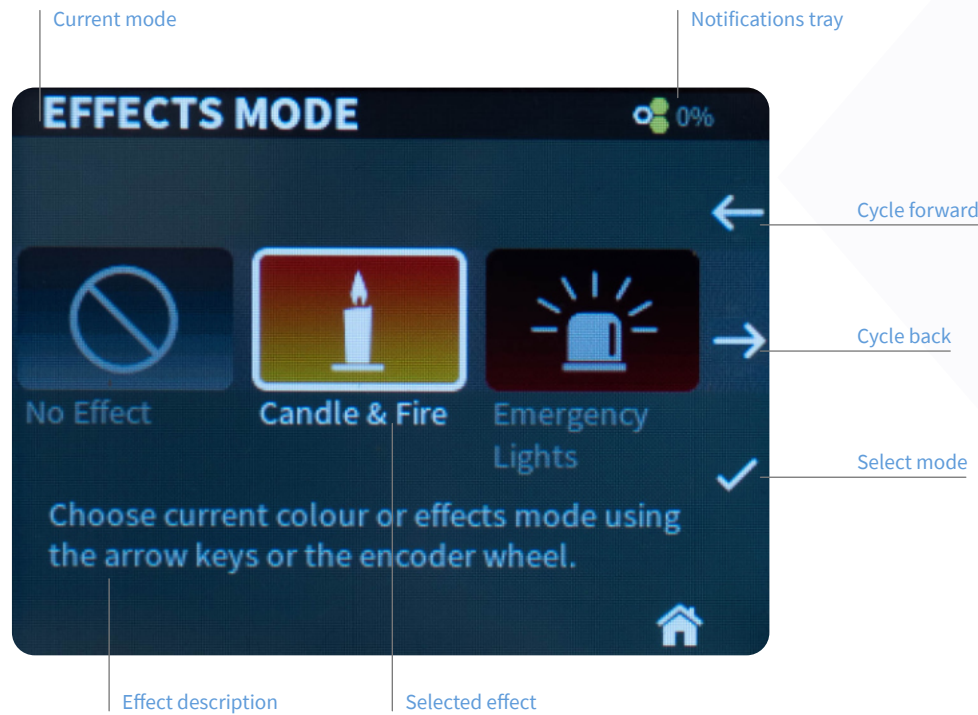 Current mode
Notifications tray
EFFECTS MODE
0%
Cycle forward
Cycle back
No Effect
Candle & Fire
Emergency
Lights
Select mode
Choose current colour or effects mode using
the arrow keys or the encoder wheel.
Effect description
Selected effect